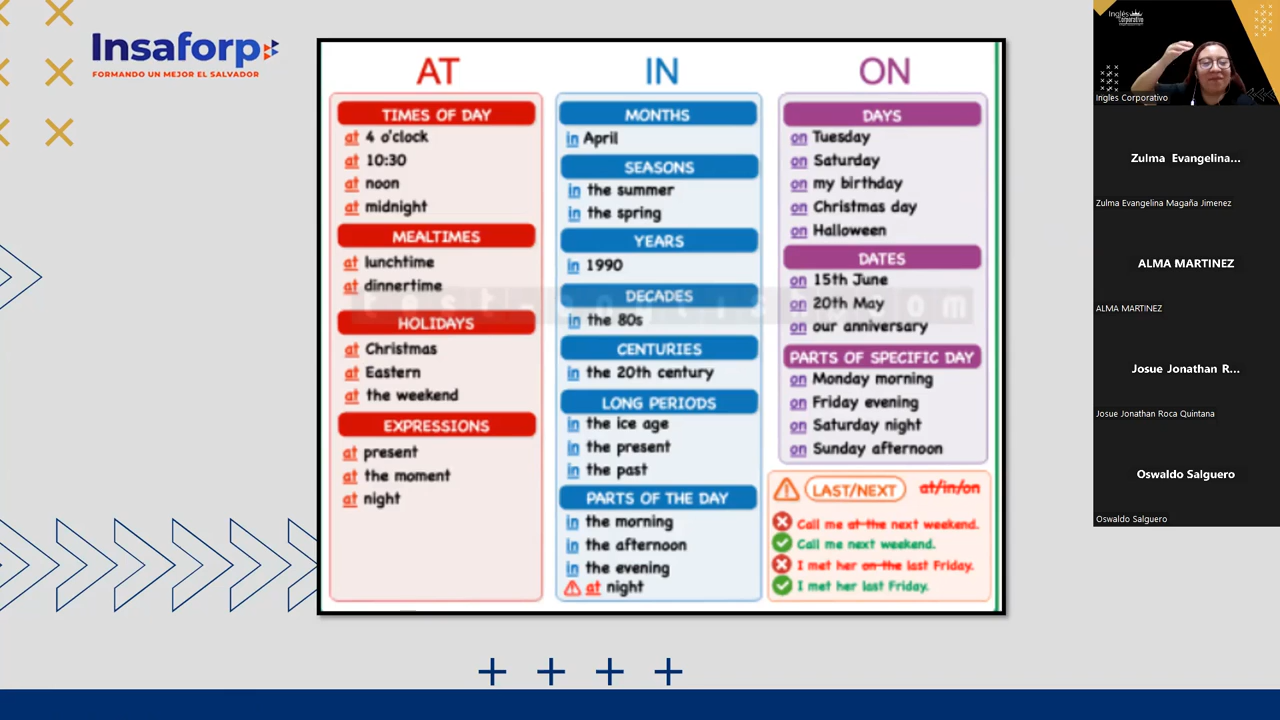 Insaforp
FORMANDO UN MEJOR EL SALVADOR
AT
TIMES OF DAY
at 4 o'clock
at 10:30
at noon
at midnight
MEALTIMES
at lunchtime
at dinnertime
HOLIDAYS
at Christmas
at Eastern
at the weekend
EXPRESSIONS
at present
at the moment
at night
IN
MONTHS
in April
SEASONS
in the summer
in the spring
YEARS
in 1990
DECADES
in the 80s
CENTURIES
in the 20th century
LONG PERIODS
in the ice age
in the present
in the past
PARTS OF THE DAY
in the morning
in the afternoon
in the evening
at night
ON
DAYS
on Tuesday
on Saturday
on my birthday
on Christmas day
on Halloween
DATES
on 15th June
on 20th May
on our anniversary
PARTS OF SPECIFIC DAY
on Monday morning
on Friday evening
on Saturday night
on Sunday afternoon
LAST/NEXT at/in/on
Call me at the next weekend.
Call me next weekend.
I met her on the last Friday.
I met her last Friday.
Inglés
Corporativo
Ingles Corporativo
Zulma Evangelina...
Zulma Evangelina Magaña Jimenez
ALMA MARTINEZ
ALMA MARTINEZ
Josue Jonathan R...
Josue Jonathan Roca Quintana
Oswaldo Salguero
Oswaldo Salguero